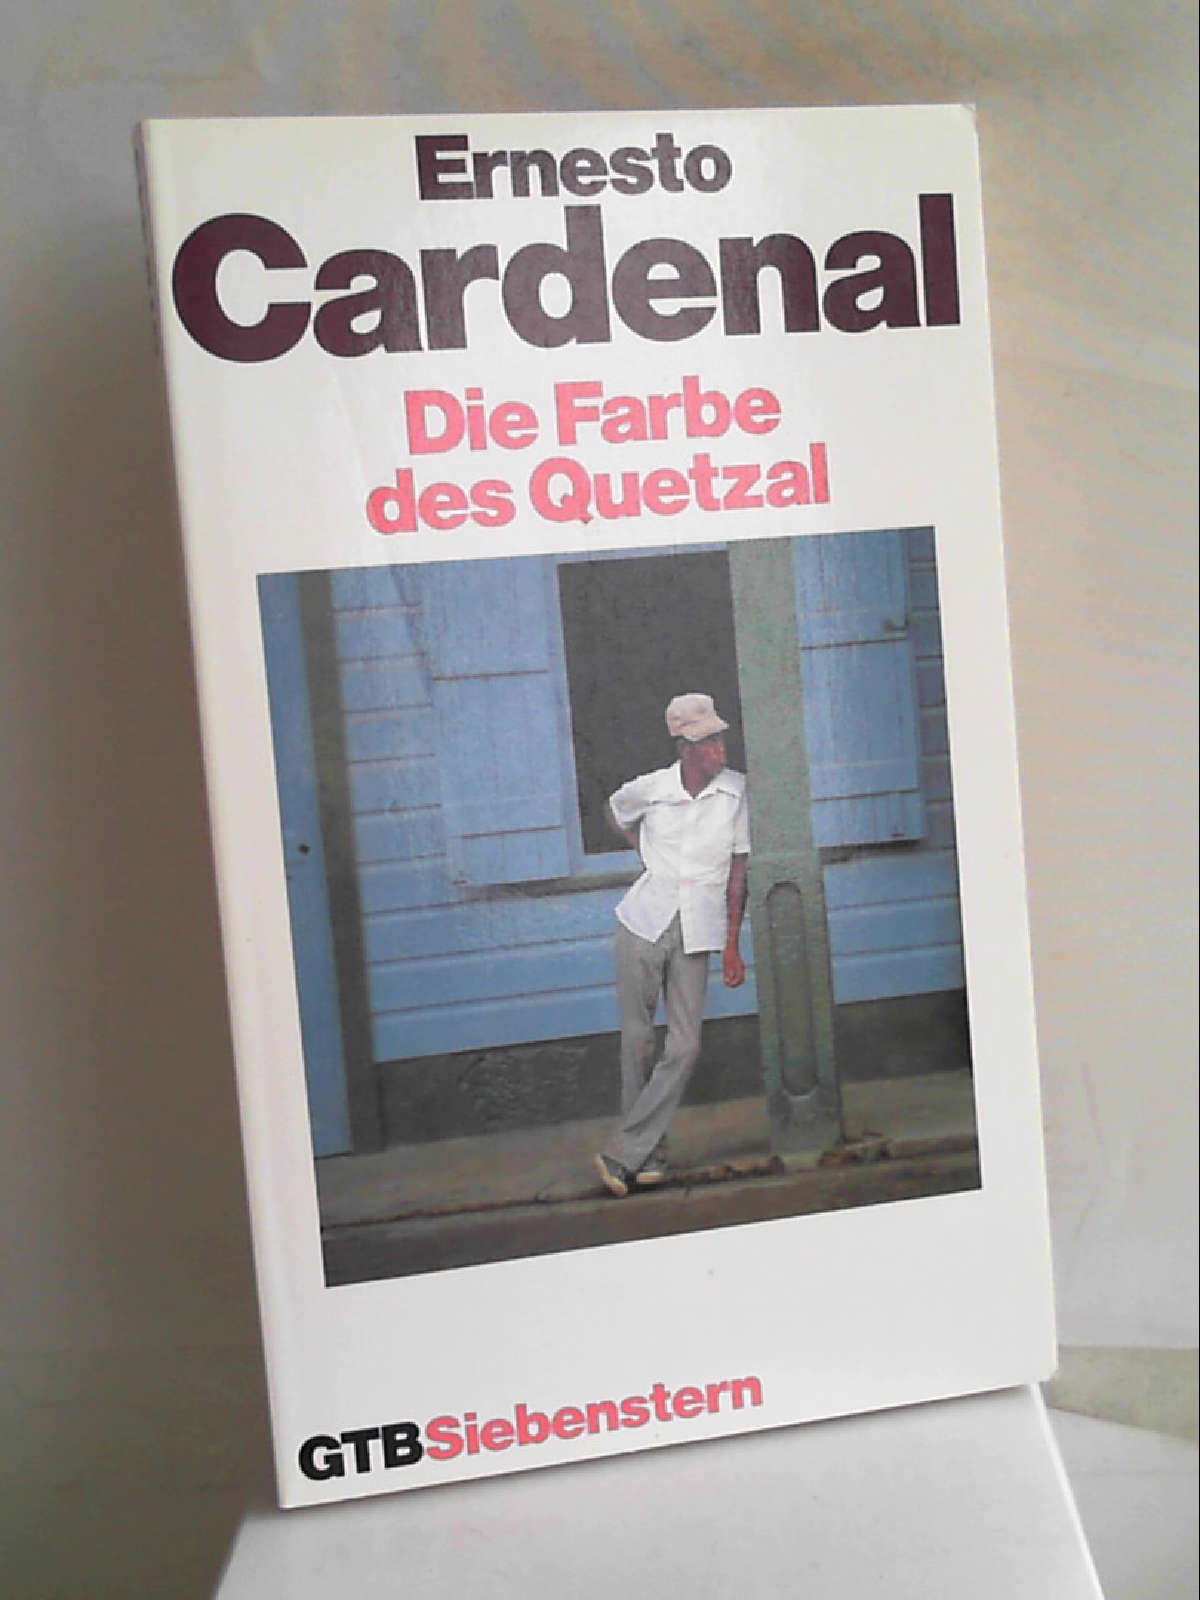 Ernesto
Cardenal
Die Farbe
des Quetzal
GTBSiebenstern